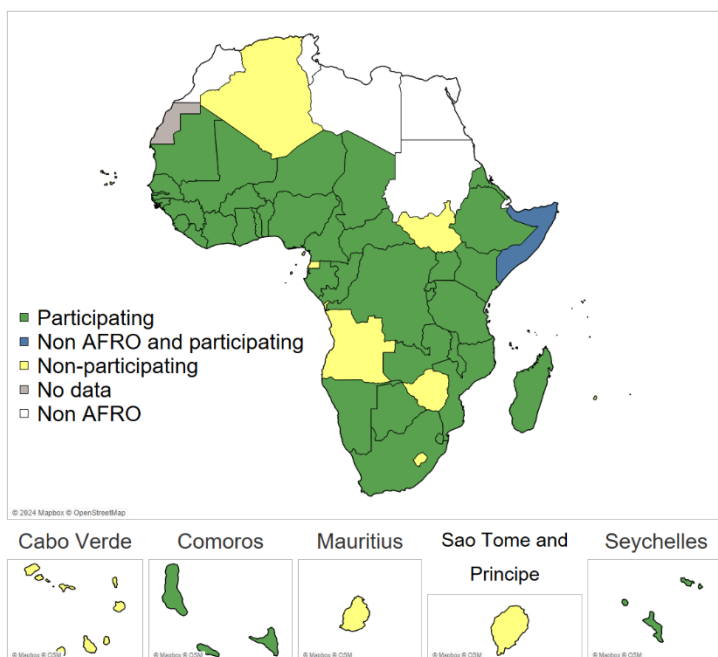 Participating
Non AFRO and participating
Non-participating
No data
Non AFRO
© 2024 Mapbox © OpenStreetMap
Cabo Verde
Comoros
Mauritius
Sao Tome and
Principe
Seychelles
© Mapbox © OSM
© Mapbox © OSM
© Mapbox © OSM
© Mapbox © OSM
© Mapbox © OSM